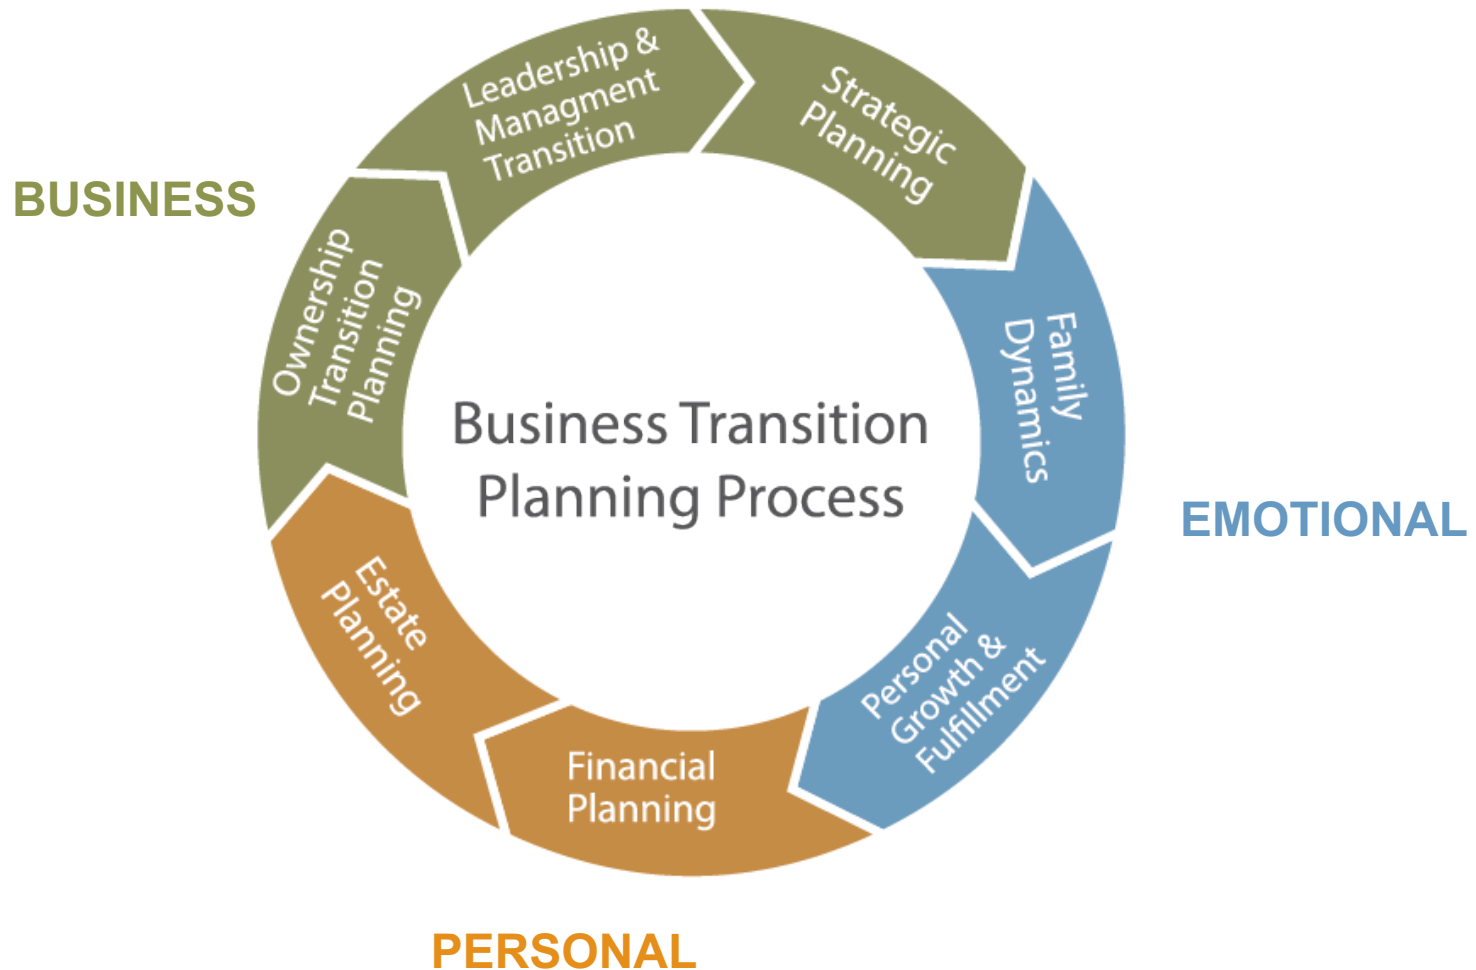 Business Transition
Planning Process
BUSINESS
Ownership
Transition
Planning
Leadership &
Managment
Transition
Strategic
Planning
EMOTIONAL
Family
Dynamics
Personal
Growth &
Fulfillment
PERSONAL
Financial
Planning
Estate
Planning